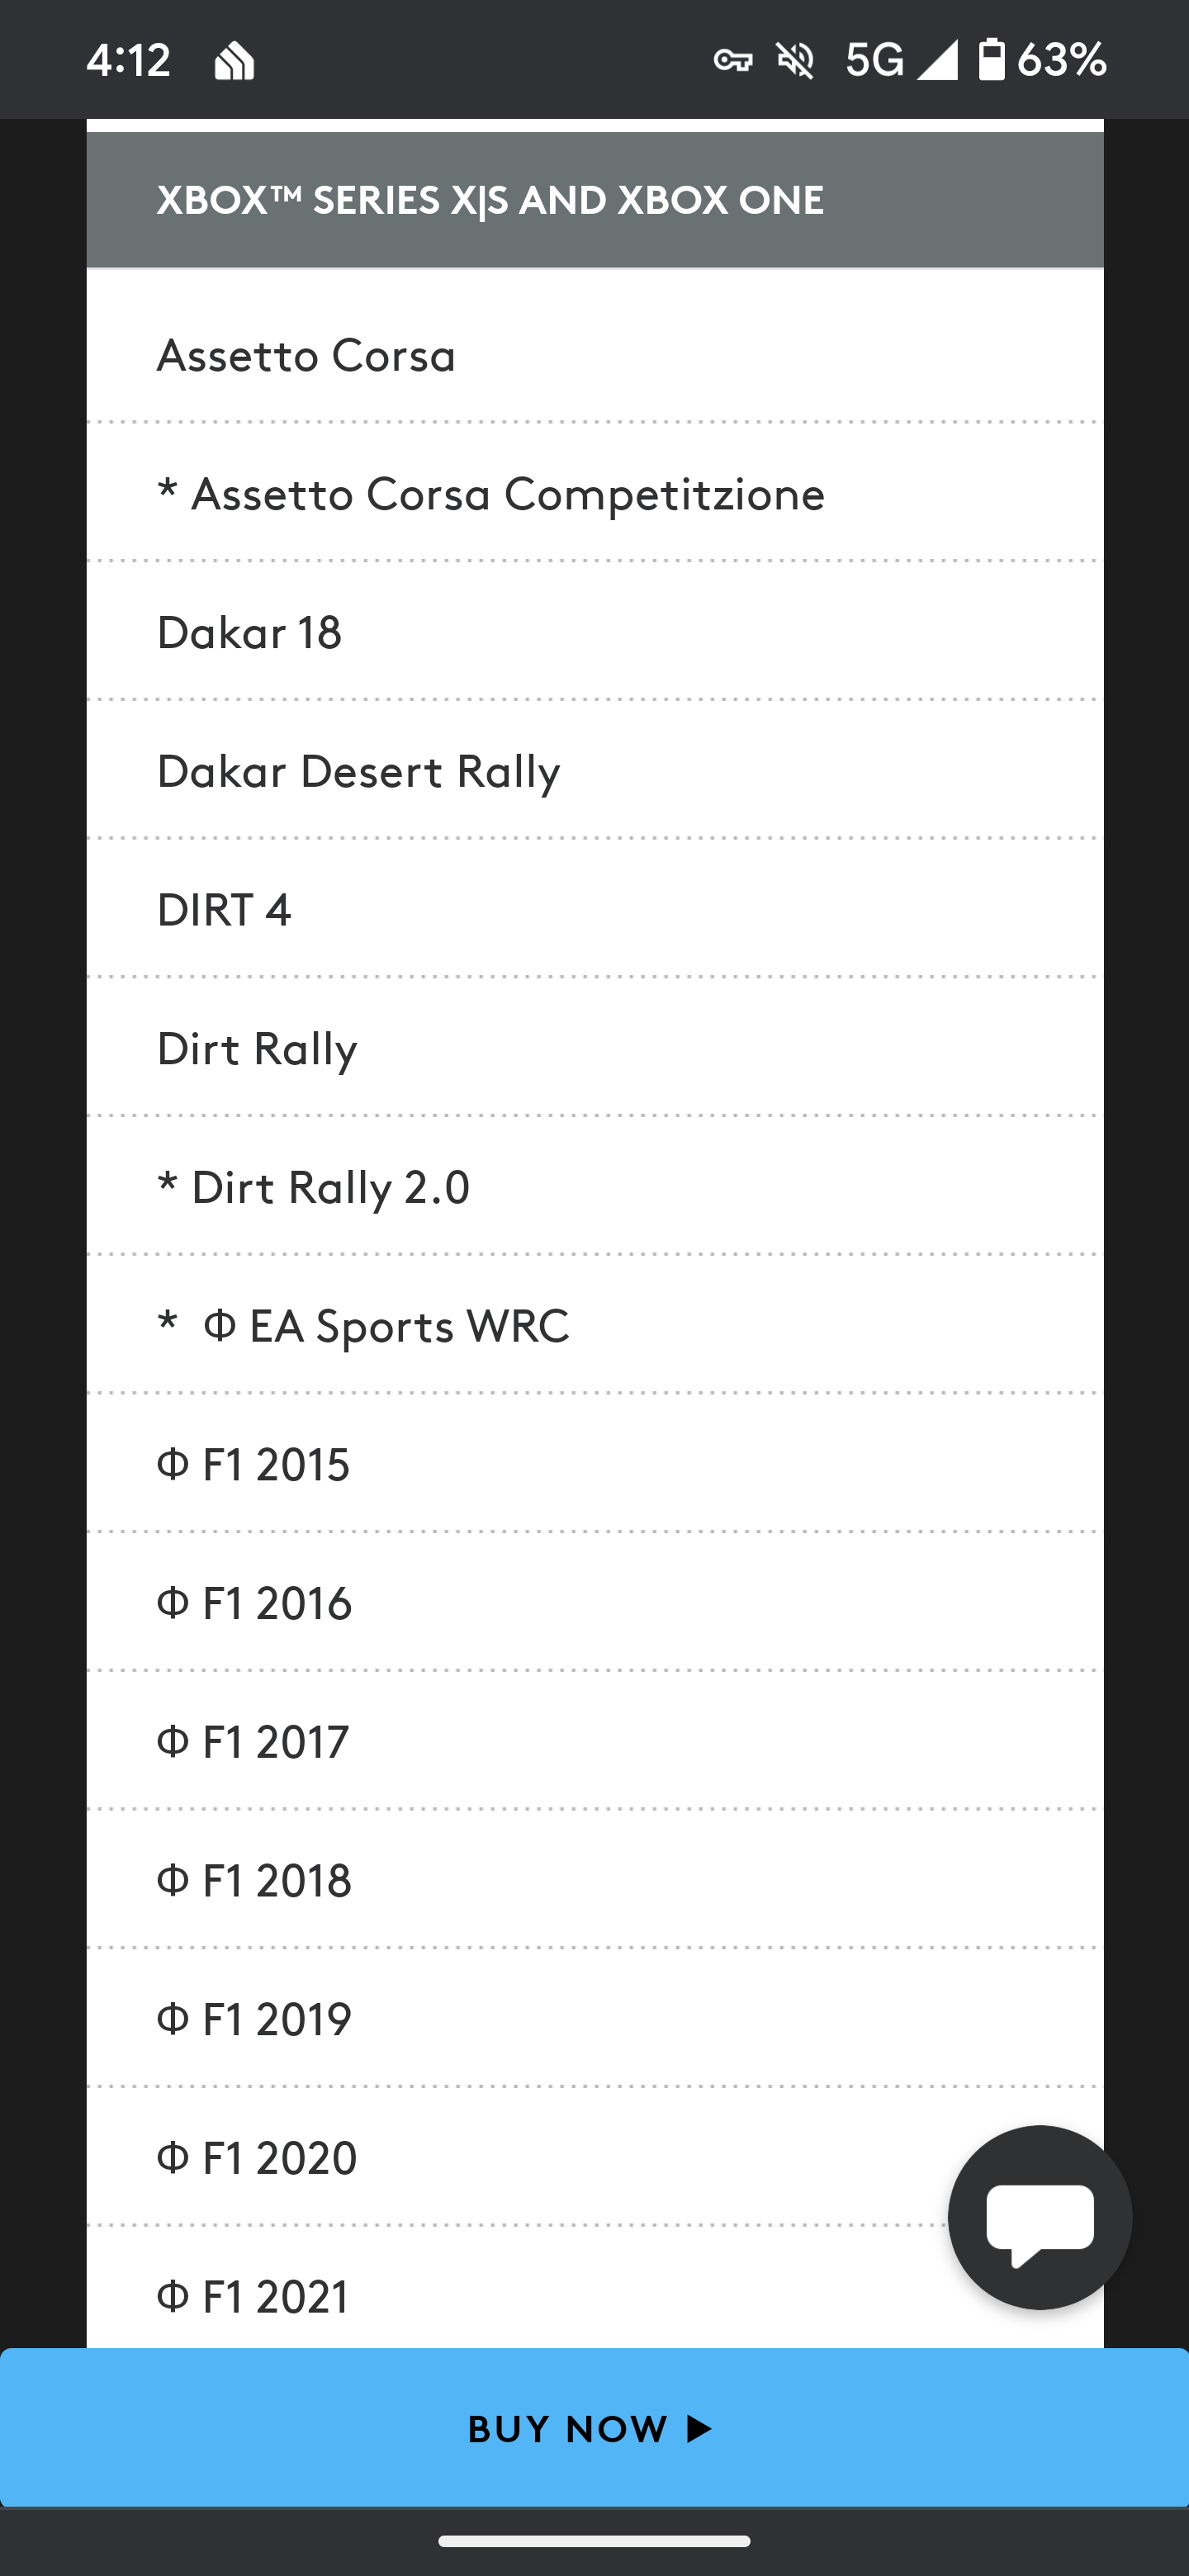 4:12 5G 63%
XBOX™ SERIES X|S AND XBOX ONE
Assetto Corsa
* Assetto Corsa Competitzione
Dakar 18
Dakar Desert Rally
DIRT 4
Dirt Rally
* Dirt Rally 2.0
* Φ EA Sports WRC
Φ F1 2015
Φ F1 2016
Φ F1 2017
Φ F1 2018
Φ F1 2019
Φ F1 2020
Φ F1 2021
BUY NOW ▶